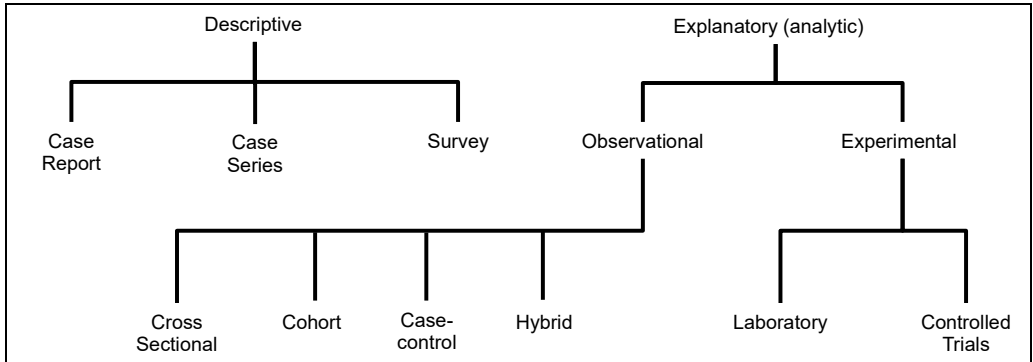 Descriptive
Explanatory (analytic)
Case
Report
Case
Series
Survey
Observational
Experimental
Cross
Sectional
Cohort
Case-
control
Hybrid
Laboratory
Controlled
Trials